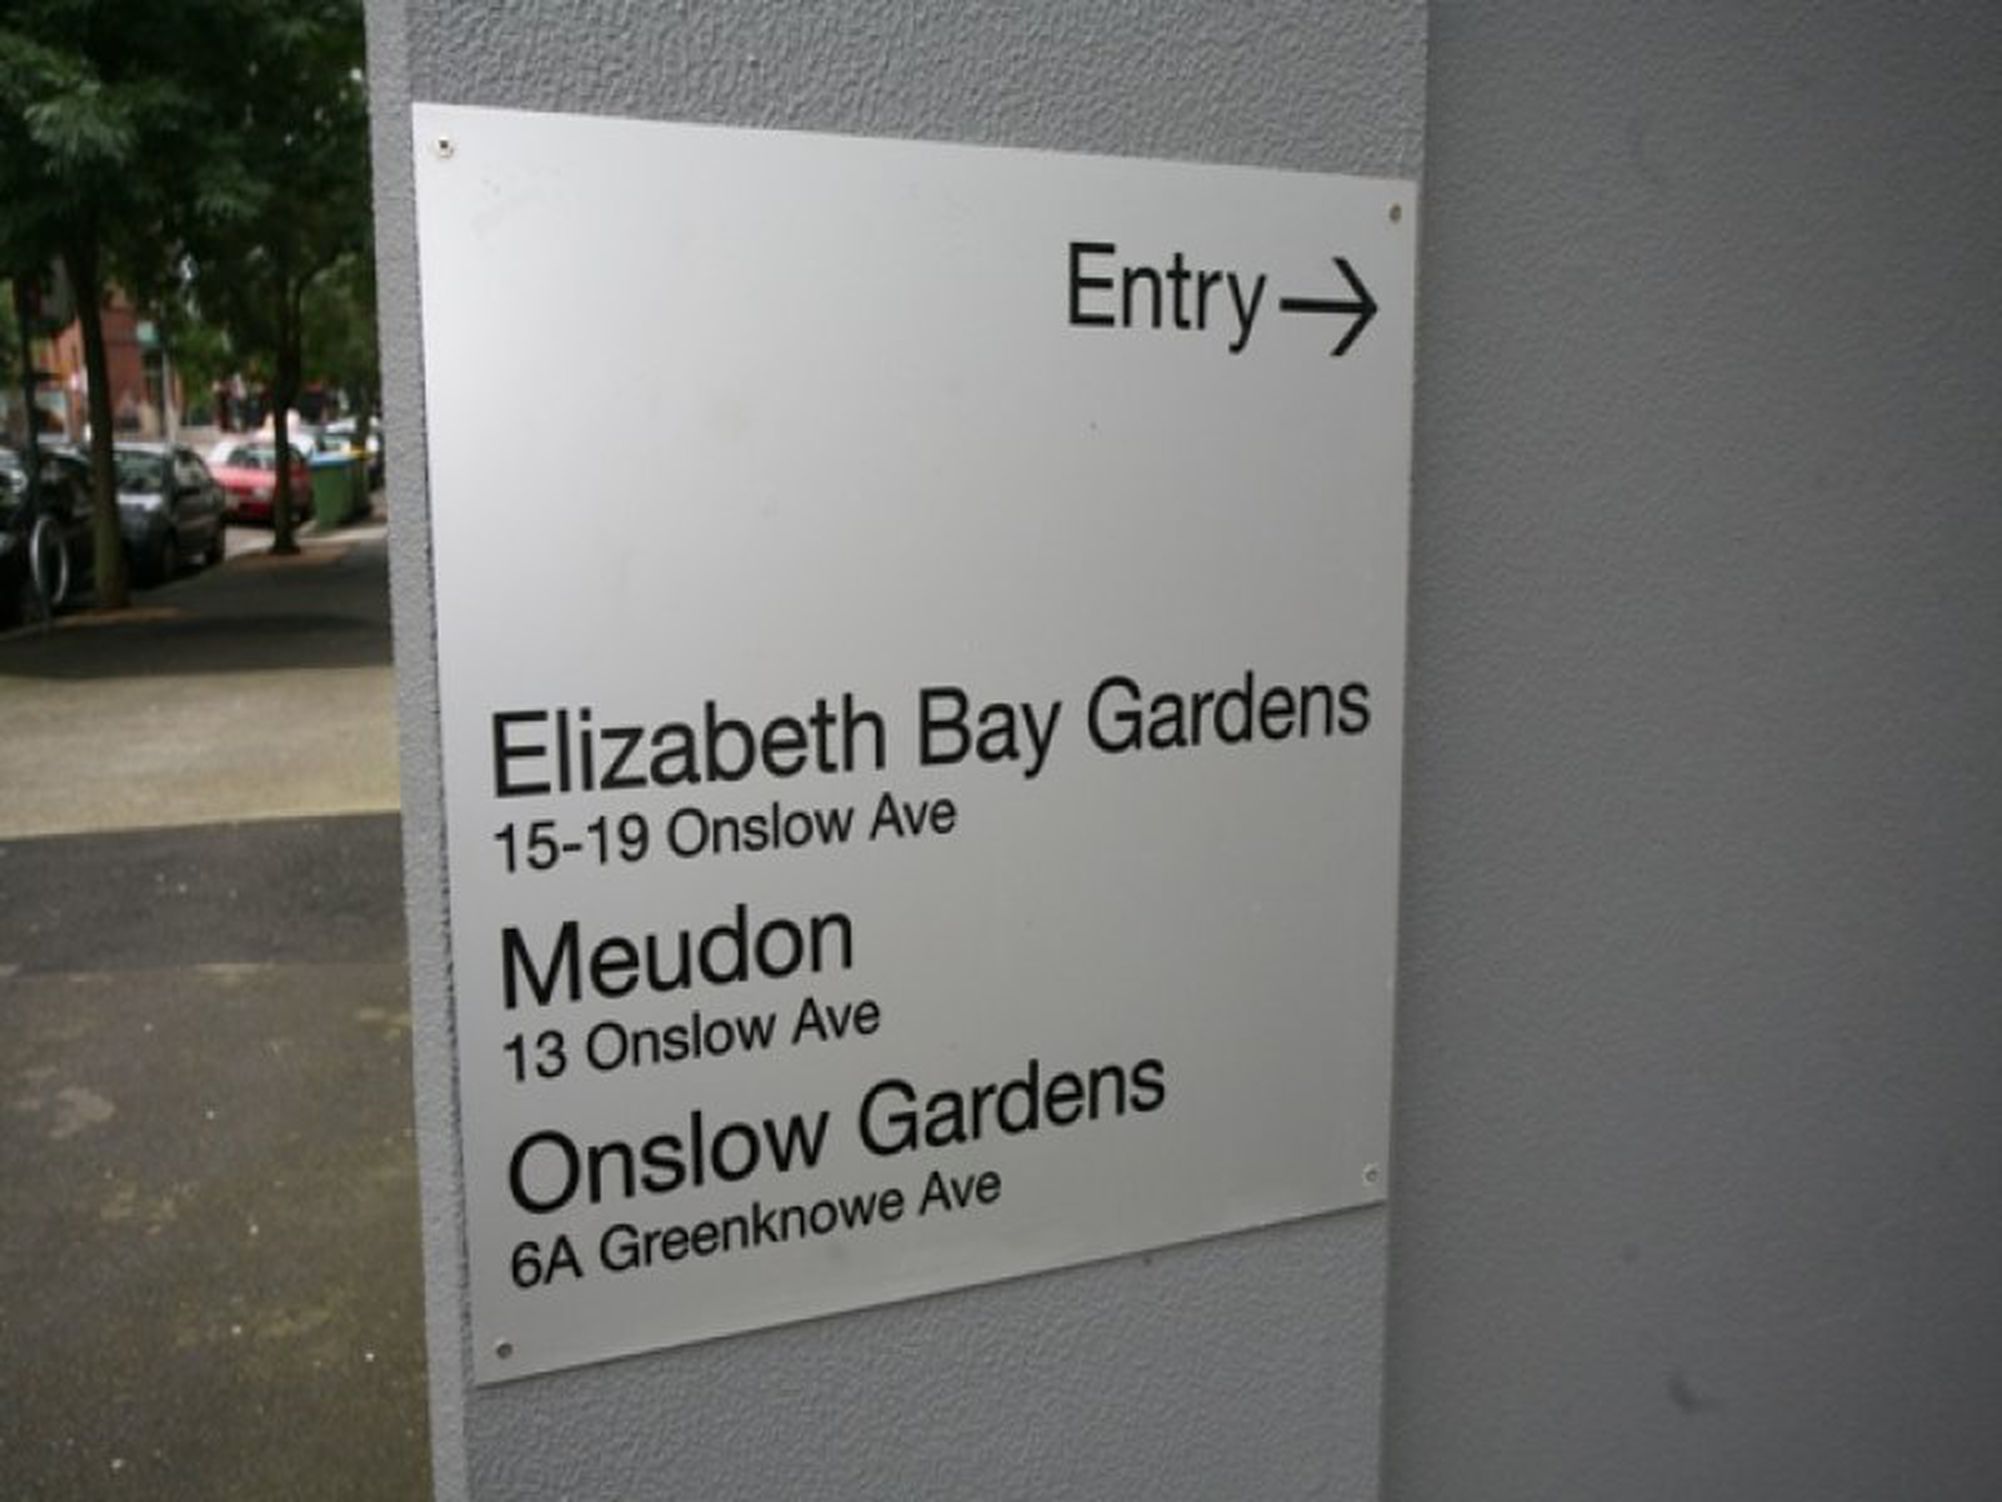 Entry→
Elizabeth Bay Gardens
15-19 Onslow Ave
Meudon
13 Onslow Ave
Onslow Gardens
6A Greenknowe Ave